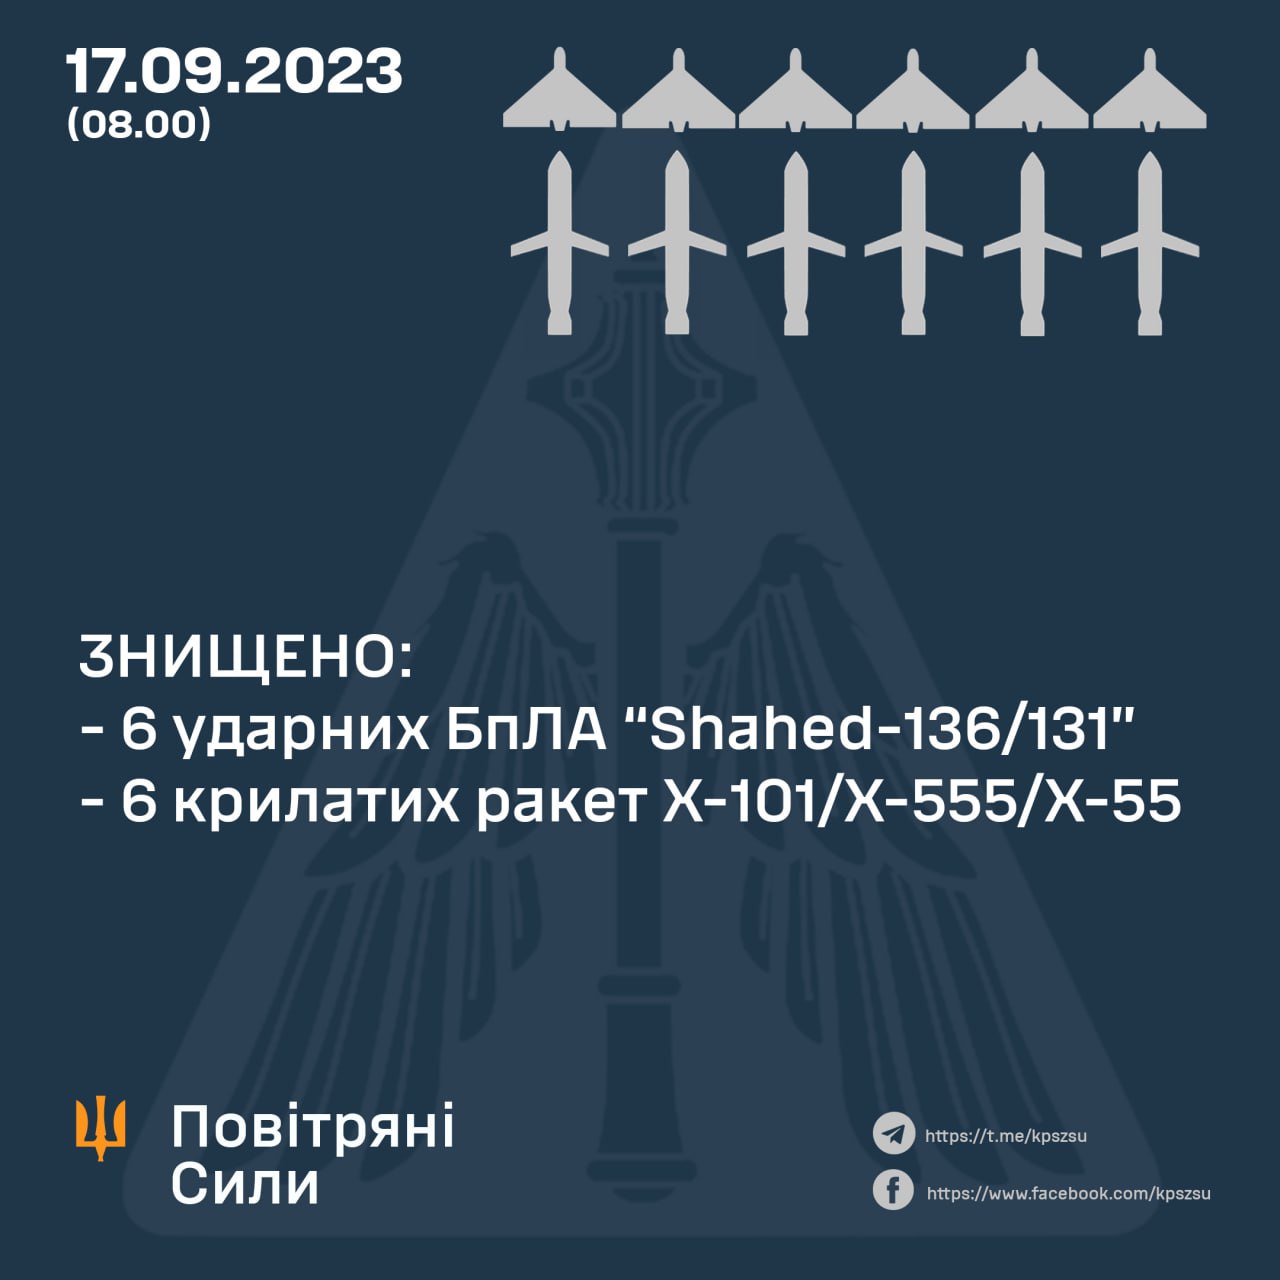 17.09.2023
(08.00)
ЗНИЩЕНО:
- 6 ударних БпЛА “Shahed-136/131”
- 6 крилатих ракет Х-101/Х-555/Х-55
Повітряні
Сили
https://t.me/kpszsu
https://www.facebook.com/kpszsu